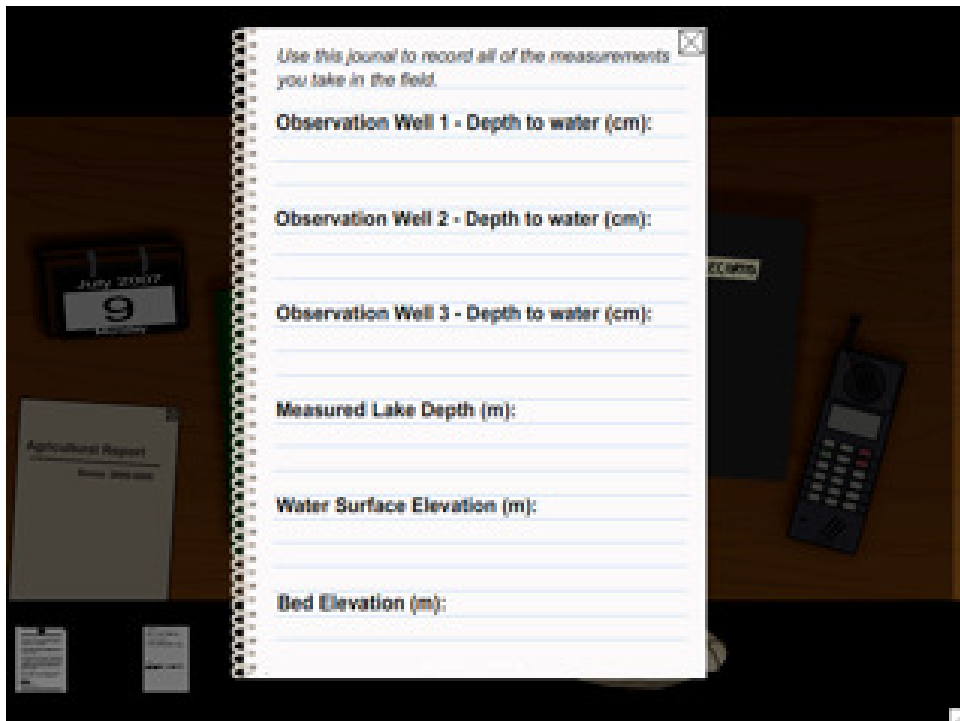 Use this jounal to record all of the measurements
you take in the field.
Observation Well 1 - Depth to water (cm):
Observation Well 2 - Depth to water (cm):
Observation Well 3 - Depth to water (cm):
Measured Lake Depth (m):
Water Surface Elevation (m):
Bed Elevation (m):
July 2007
9
Monday
Agricultural Report